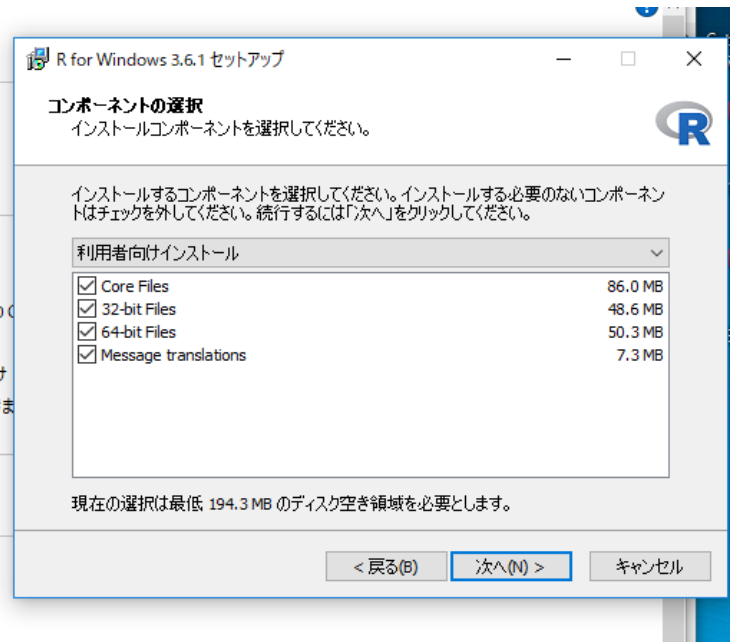 R for Windows 3.6.1 セットアップ
コンポーネントの選択
インストールコンポーネントを選択してください。
R
インストールするコンポーネントを選択してください。インストールする必要のないコンポーネン
トはチェックを外してください。続行するには「次へ」をクリックしてください。
利用者向けインストール
Core Files 86.0 MB
32-bit Files 48.6 MB
64-bit Files 50.3 MB
Message translations 7.3 MB
現在の選択は最低 194.3 MB のディスク空き領域を必要とします。
< 戻る(B) 次へ(N) > キャンセル